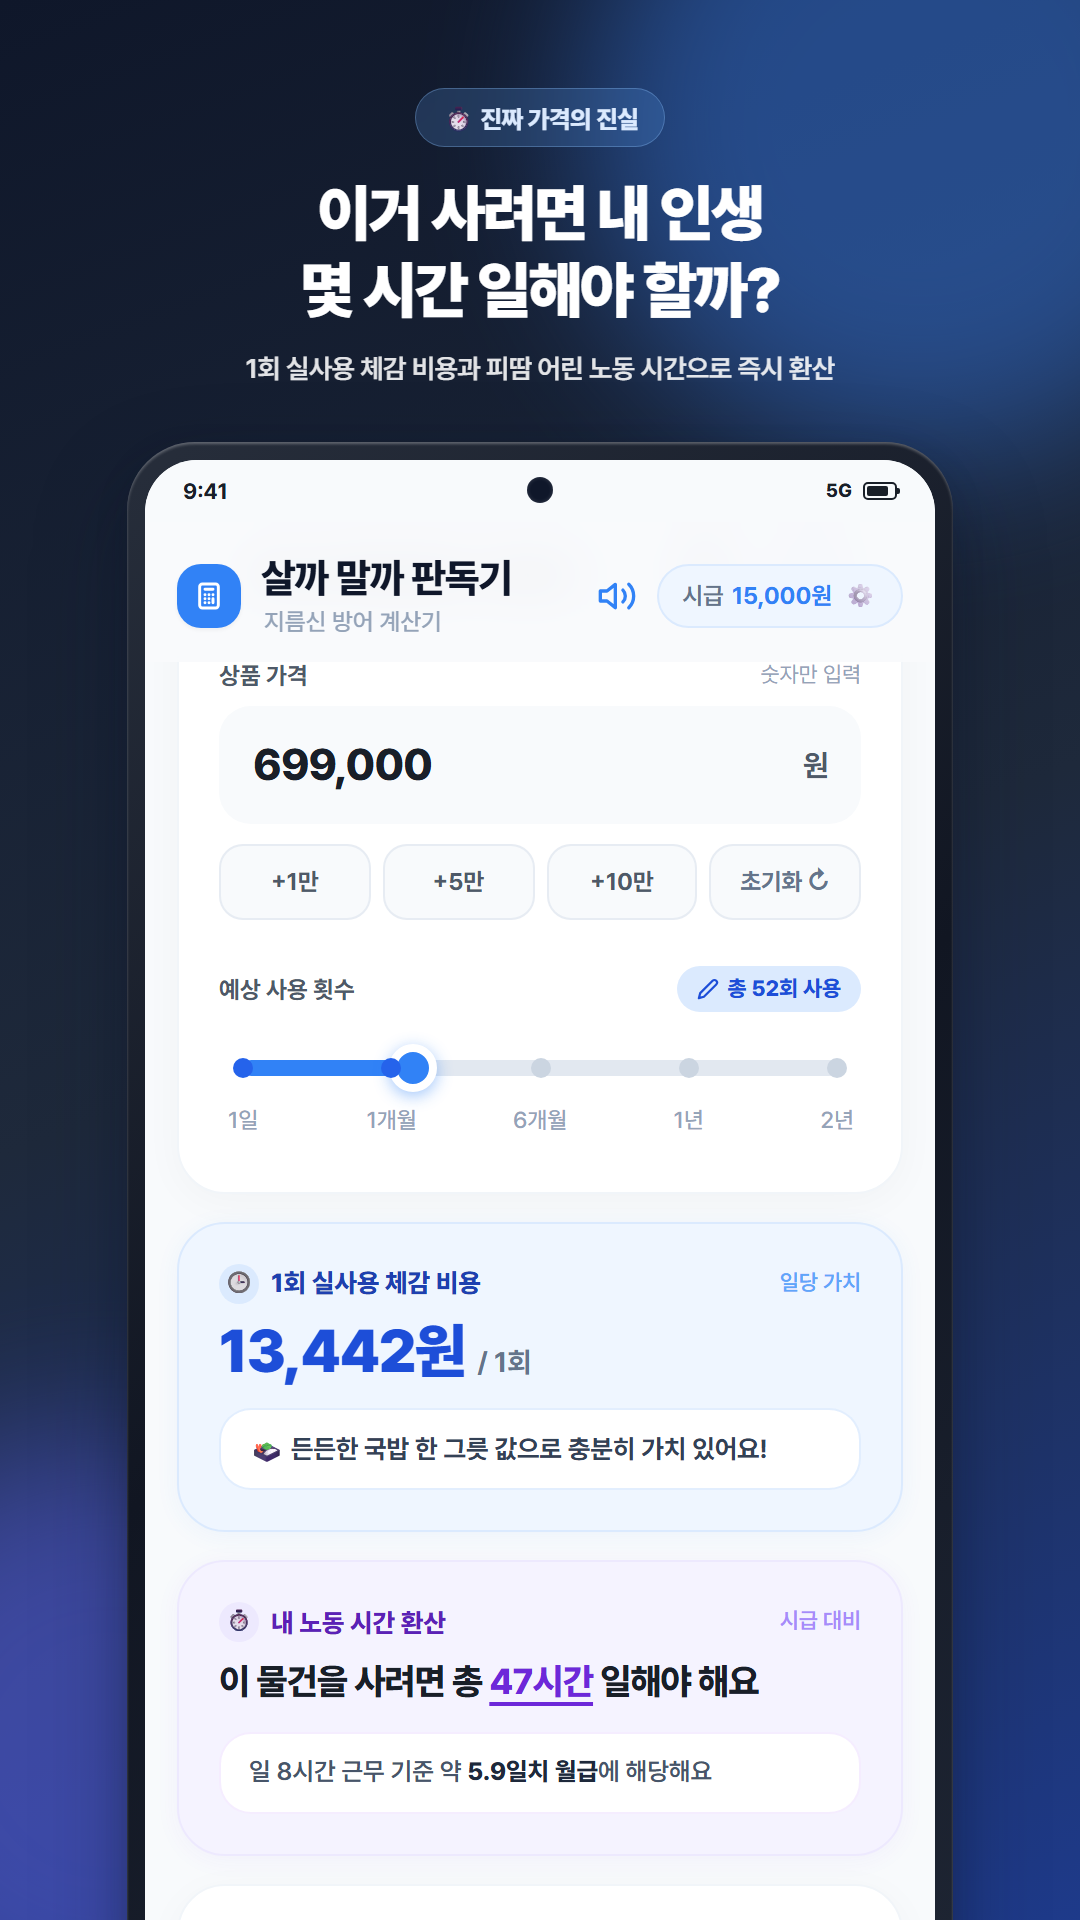 진짜 가격의 진실
이거 사려면 내 인생
몇 시간 일해야 할까?
1회 실사용 체감 비용과 피땀 어린 노동 시간으로 즉시 환산
9:41
5G
살까 말까 판독기
지름신 방어 계산기
시급 15,000원
상품 가격
숫자만 입력
699,000
원
+1만
+5만
+10만
초기화
예상 사용 횟수
총 52회 사용
1일
1개월
6개월
1년
2년
1회 실사용 체감 비용
일당 가치
13,442원 / 1회
든든한 국밥 한 그릇 값으로 충분히 가치 있어요!
내 노동 시간 환산
시급 대비
이 물건을 사려면 총 47시간 일해야 해요
일 8시간 근무 기준 약 5.9일치 월급에 해당해요